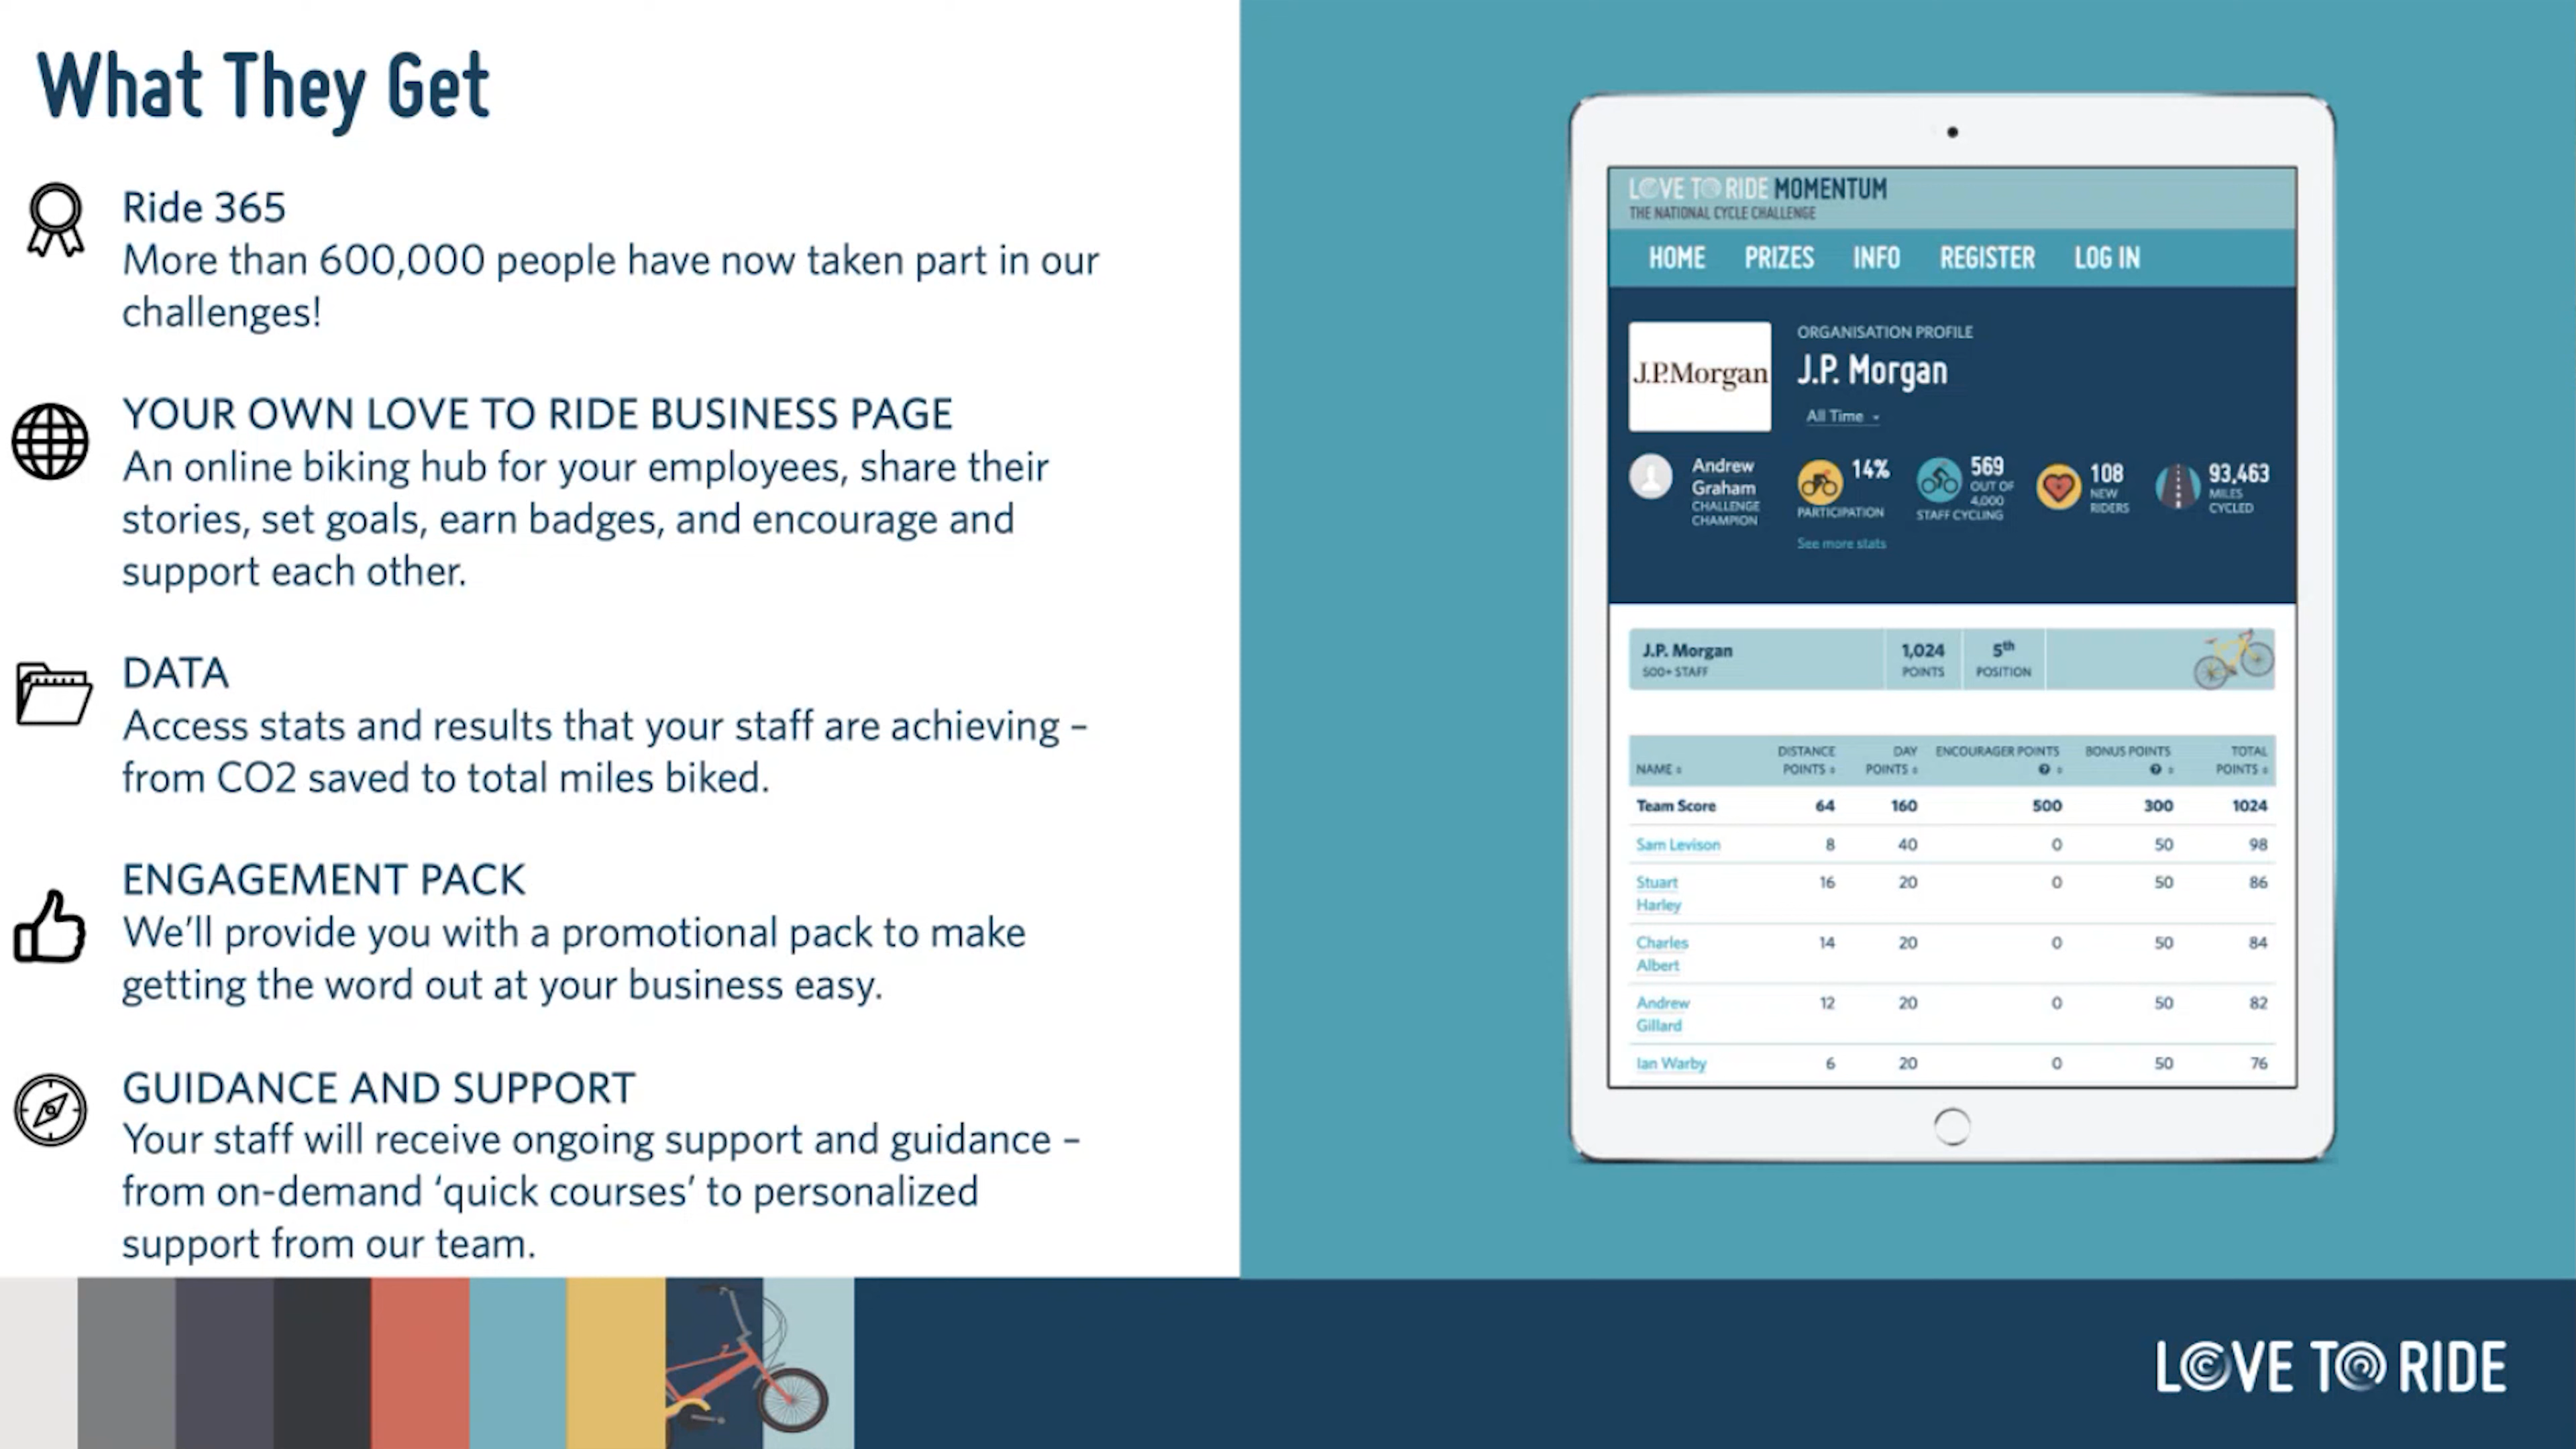 What They Get
Ride 365
More than 600,000 people have now taken part in our
challenges!
YOUR OWN LOVE TO RIDE BUSINESS PAGE
An online biking hub for your employees, share their
stories, set goals, earn badges, and encourage and
support each other.
DATA
Access stats and results that your staff are achieving –
from CO2 saved to total miles biked.
ENGAGEMENT PACK
We'll provide you with a promotional pack to make
getting the word out at your business easy.
GUIDANCE AND SUPPORT
Your staff will receive ongoing support and guidance –
from on-demand 'quick courses' to personalized
support from our team.
LOVE TO RIDE MOMENTUM
THE NATIONAL CYCLE CHALLENGE
HOME PRIZES INFO REGISTER LOG IN
J.P.Morgan
ORGANISATION PROFILE
J.P. Morgan
All Time
Andrew
Graham
CHALLENGE
CHAMPION
14%
PARTICIPATION
See more stats
569
OUT OF
4,000
STAFF CYCLING
108
NEW
RIDERS
93,463
MILES
CYCLED
J.P. Morgan
500+ STAFF
1,024
POINTS
5th
POSITION
NAME DISTANCE POINTS DAY POINTS ENCOURAGER POINTS BONUS POINTS TOTAL POINTS
Team Score 64 160 500 300 1024
Sam Levison 8 40 0 50 98
Stuart Harley 16 20 0 50 86
Charles Albert 14 20 0 50 84
Andrew Gillard 12 20 0 50 82
Ian Warby 6 20 0 50 76
LOVE TO RIDE